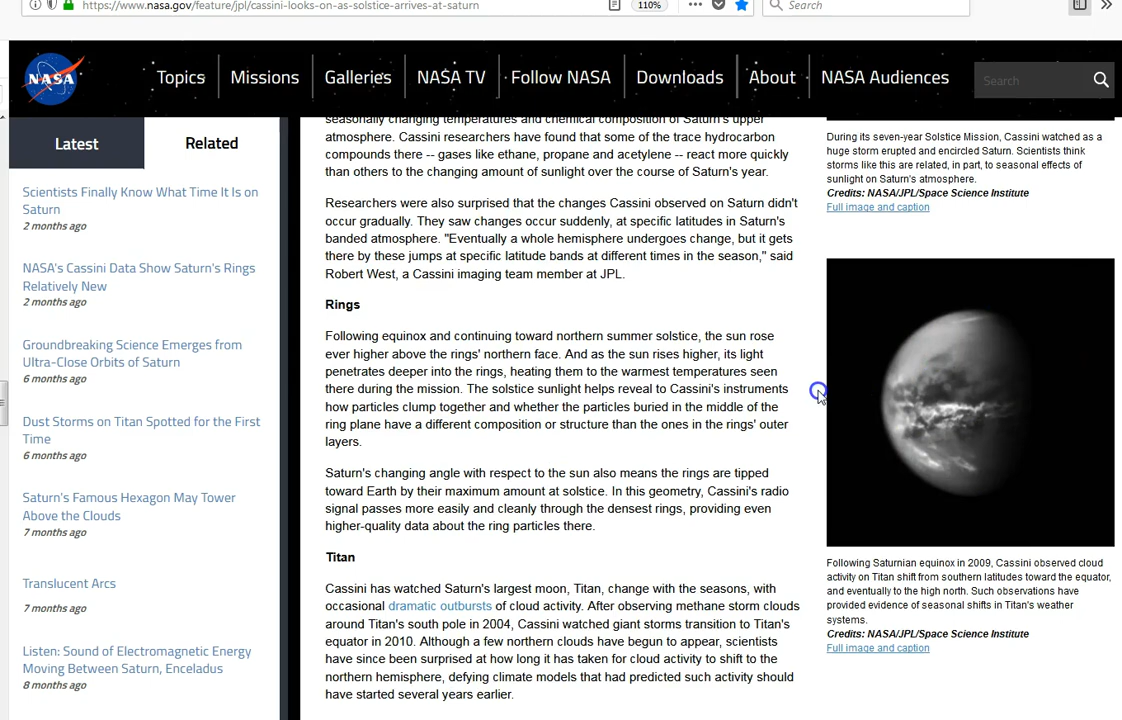 https://www.nasa.gov/feature/jpl/cassini-looks-on-as-solstice-arrives-at-saturn
110%
Search
NASA
Topics
Missions
Galleries
NASA TV
Follow NASA
Downloads
About
NASA Audiences
Search
Latest
Related
Scientists Finally Know What Time It Is on
Saturn
2 months ago
NASA's Cassini Data Show Saturn's Rings
Relatively New
2 months ago
Groundbreaking Science Emerges from
Ultra-Close Orbits of Saturn
6 months ago
Dust Storms on Titan Spotted for the First
Time
6 months ago
Saturn's Famous Hexagon May Tower
Above the Clouds
7 months ago
Translucent Arcs
7 months ago
Listen: Sound of Electromagnetic Energy
Moving Between Saturn, Enceladus
8 months ago
seasonally changing temperatures and chemical composition of Saturn's upper
atmosphere. Cassini researchers have found that some of the trace hydrocarbon
compounds there -- gases like ethane, propane and acetylene -- react more quickly
than others to the changing amount of sunlight over the course of Saturn's year.
Researchers were also surprised that the changes Cassini observed on Saturn didn't
occur gradually. They saw changes occur suddenly, at specific latitudes in Saturn's
banded atmosphere. "Eventually a whole hemisphere undergoes change, but it gets
there by these jumps at specific latitude bands at different times in the season," said
Robert West, a Cassini imaging team member at JPL.
Rings
Following equinox and continuing toward northern summer solstice, the sun rose
ever higher above the rings' northern face. And as the sun rises higher, its light
penetrates deeper into the rings, heating them to the warmest temperatures seen
there during the mission. The solstice sunlight helps reveal to Cassini's instruments
how particles clump together and whether the particles buried in the middle of the
ring plane have a different composition or structure than the ones in the rings' outer
layers.
Saturn's changing angle with respect to the sun also means the rings are tipped
toward Earth by their maximum amount at solstice. In this geometry, Cassini's radio
signal passes more easily and cleanly through the densest rings, providing even
higher-quality data about the ring particles there.
Titan
Cassini has watched Saturn's largest moon, Titan, change with the seasons, with
occasional dramatic outbursts of cloud activity. After observing methane storm clouds
around Titan's south pole in 2004, Cassini watched giant storms transition to Titan's
equator in 2010. Although a few northern clouds have begun to appear, scientists
have since been surprised at how long it has taken for cloud activity to shift to the
northern hemisphere, defying climate models that had predicted such activity should
have started several years earlier.
During its seven-year Solstice Mission, Cassini watched as a
huge storm erupted and encircled Saturn. Scientists think
storms like this are related, in part, to seasonal effects of
sunlight on Saturn's atmosphere.
Credits: NASA/JPL/Space Science Institute
Full image and caption
Following Saturnian equinox in 2009, Cassini observed cloud
activity on Titan shift from southern latitudes toward the equator,
and eventually to the high north. Such observations have
provided evidence of seasonal shifts in Titan's weather
systems.
Credits: NASA/JPL/Space Science Institute
Full image and caption